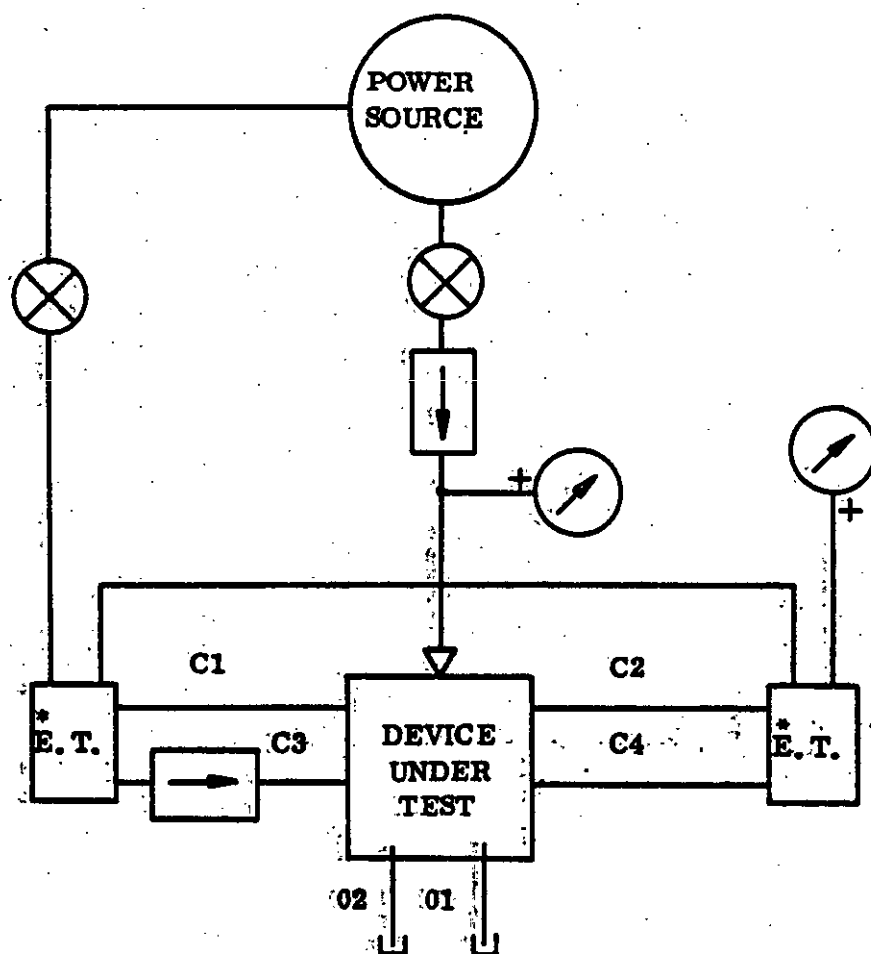 POWER
SOURCE
+
+
C1
C2
*
E. T.
C3
DEVICE
UNDER
TEST
C4
*
E. T.
02
01